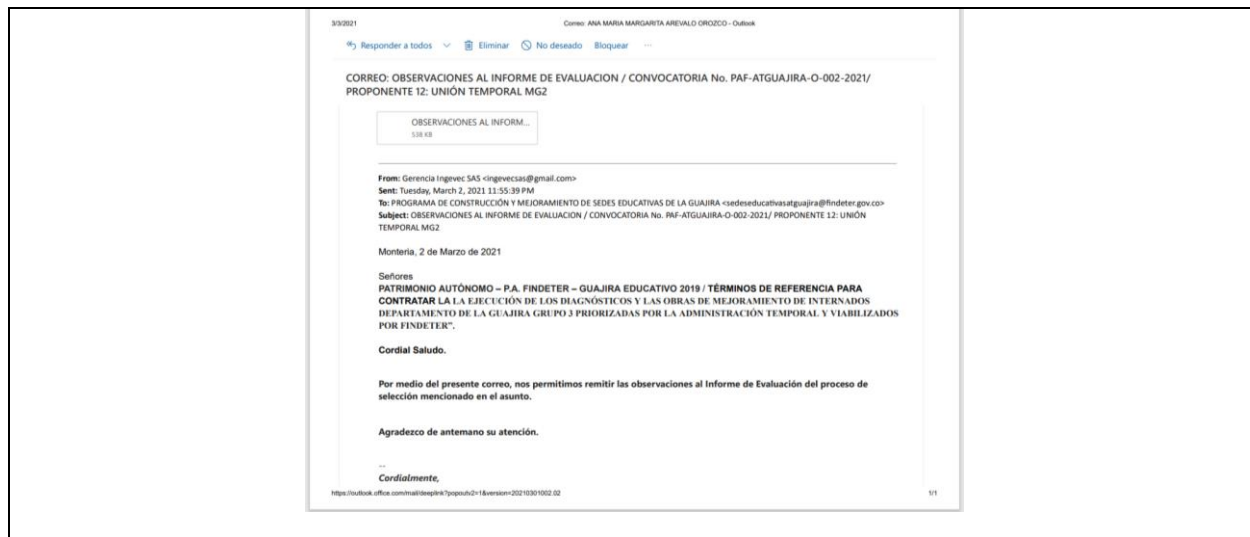 3/3/2021 Correo: ANA MARIA MARGARITA AREVALO OROZCO - Outlook
Responder a todos Eliminar No deseado Bloquear ...
CORREO: OBSERVACIONES AL INFORME DE EVALUACION / CONVOCATORIA No. PAF-ATGUAJIRA-O-002-2021/
PROPONENTE 12: UNIÓN TEMPORAL MG2
OBSERVACIONES AL INFORM...
538 KB
From: Gerencia Ingevec SAS <ingevecsas@gmail.com>
Sent: Tuesday, March 2, 2021 11:55:39 PM
To: PROGRAMA DE CONSTRUCCIÓN Y MEJORAMIENTO DE SEDES EDUCATIVAS DE LA GUAJIRA <sedeseducativasatguajira@findeter.gov.co>
Subject: OBSERVACIONES AL INFORME DE EVALUACION / CONVOCATORIA No. PAF-ATGUAJIRA-O-002-2021/ PROPONENTE 12: UNIÓN
TEMPORAL MG2
Monteria, 2 de Marzo de 2021
Señores
PATRIMONIO AUTÓNOMO – P.A. FINDETER – GUAJIRA EDUCATIVO 2019 / TÉRMINOS DE REFERENCIA PARA
CONTRATAR LA LA EJECUCIÓN DE LOS DIAGNÓSTICOS Y LAS OBRAS DE MEJORAMIENTO DE INTERNADOS
DEPARTAMENTO DE LA GUAJIRA GRUPO 3 PRIORIZADAS POR LA ADMINISTRACIÓN TEMPORAL Y VIABILIZADOS
POR FINDETER”.
Cordial Saludo.
Por medio del presente correo, nos permitimos remitir las observaciones al Informe de Evaluación del proceso de
selección mencionado en el asunto.
Agradezco de antemano su atención.
--
Cordialmente,
https://outlook.office.com/mail/deeplink?popoutv2=1&version=20210301002.02 1/1